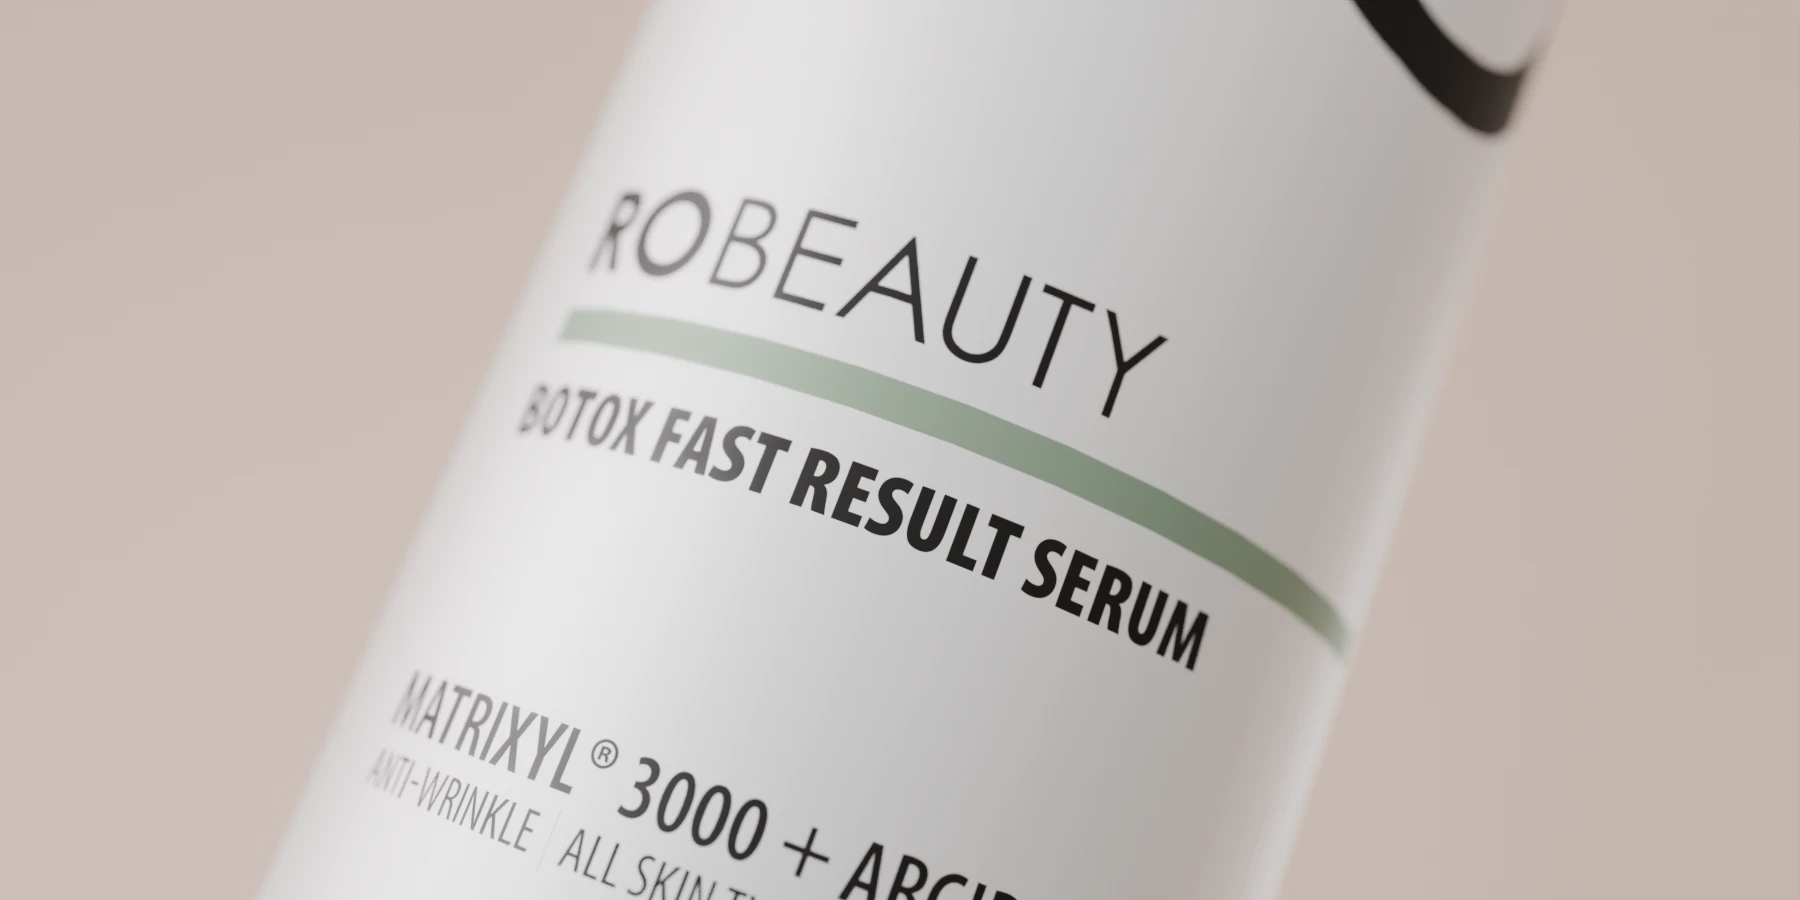 ROBEAUTY
BOTOX FAST RESULT SERUM
MATRIXYL® 3000 +
ANTI-WRINKLE | ALL SKIN